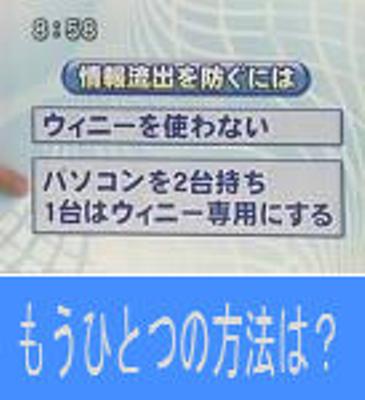 8:58
情報流出を防ぐには
ウィニーを使わない
パソコンを2台持ち
1台はウィニー専用にする
もうひとつの方法は?